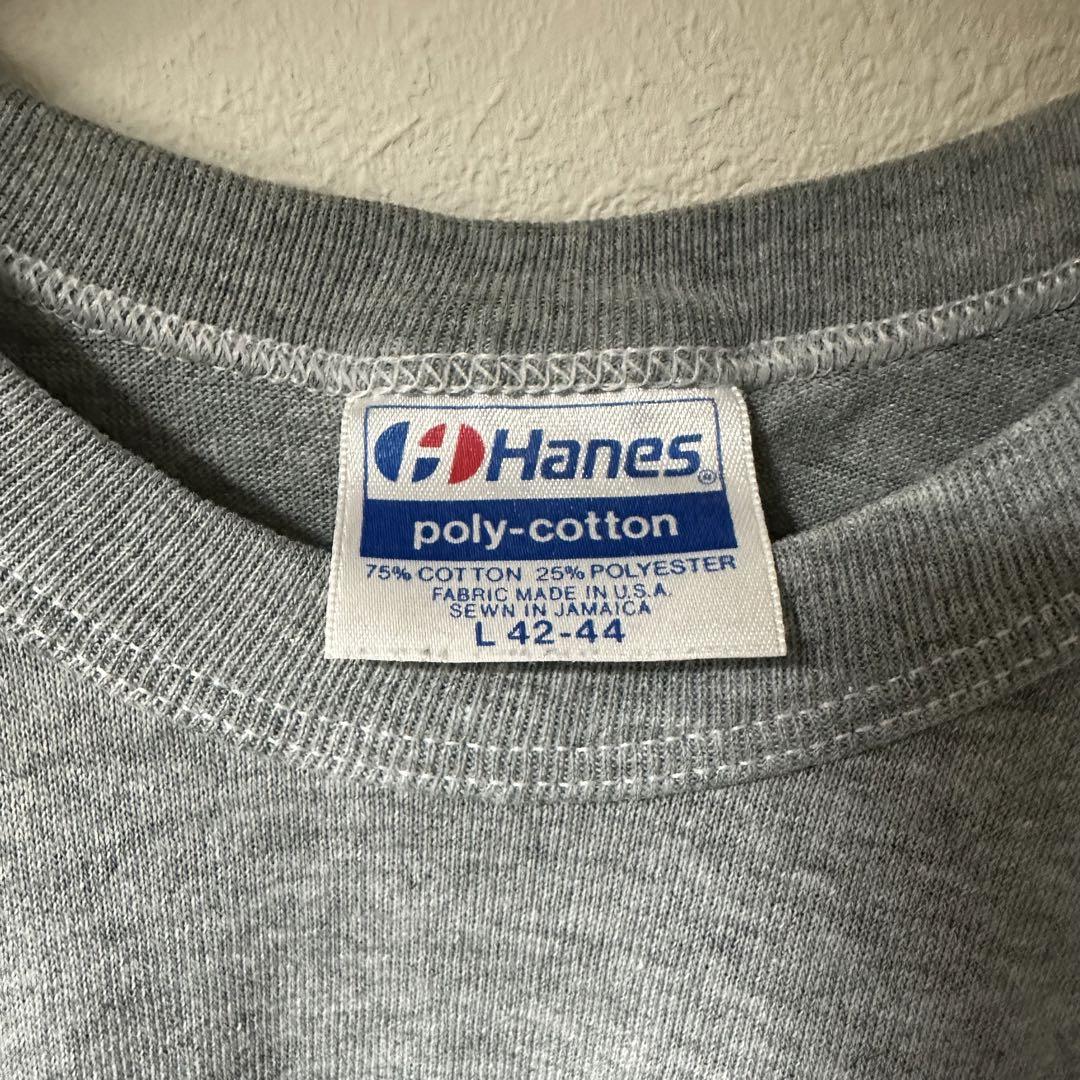 H Hanes®
poly-cotton
75% COTTON 25% POLYESTER
FABRIC MADE IN U.S.A.
SEWN IN JAMAICA
L 42-44